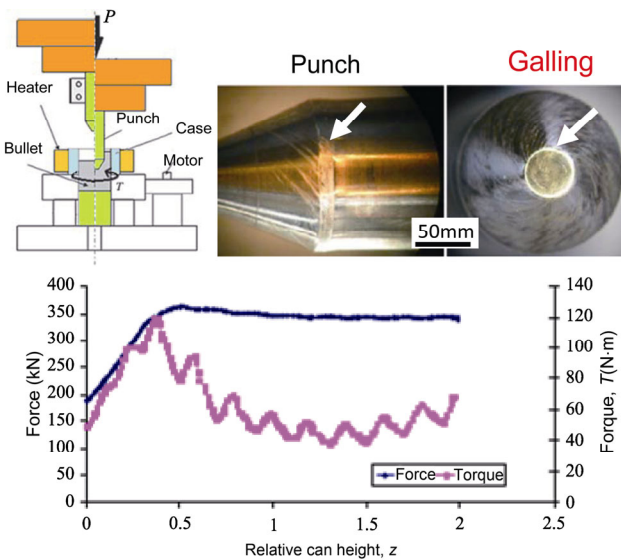 P
Punch
Galling
Heater
Punch
Case
Bullet
Motor
T
50mm
400
350
300
250
200
150
100
50
0
Force (kN)
140
120
100
80
60
40
20
0
Forque, T(N·m)
Force
Torque
0
0.5
1
1.5
2
2.5
Relative can height, z